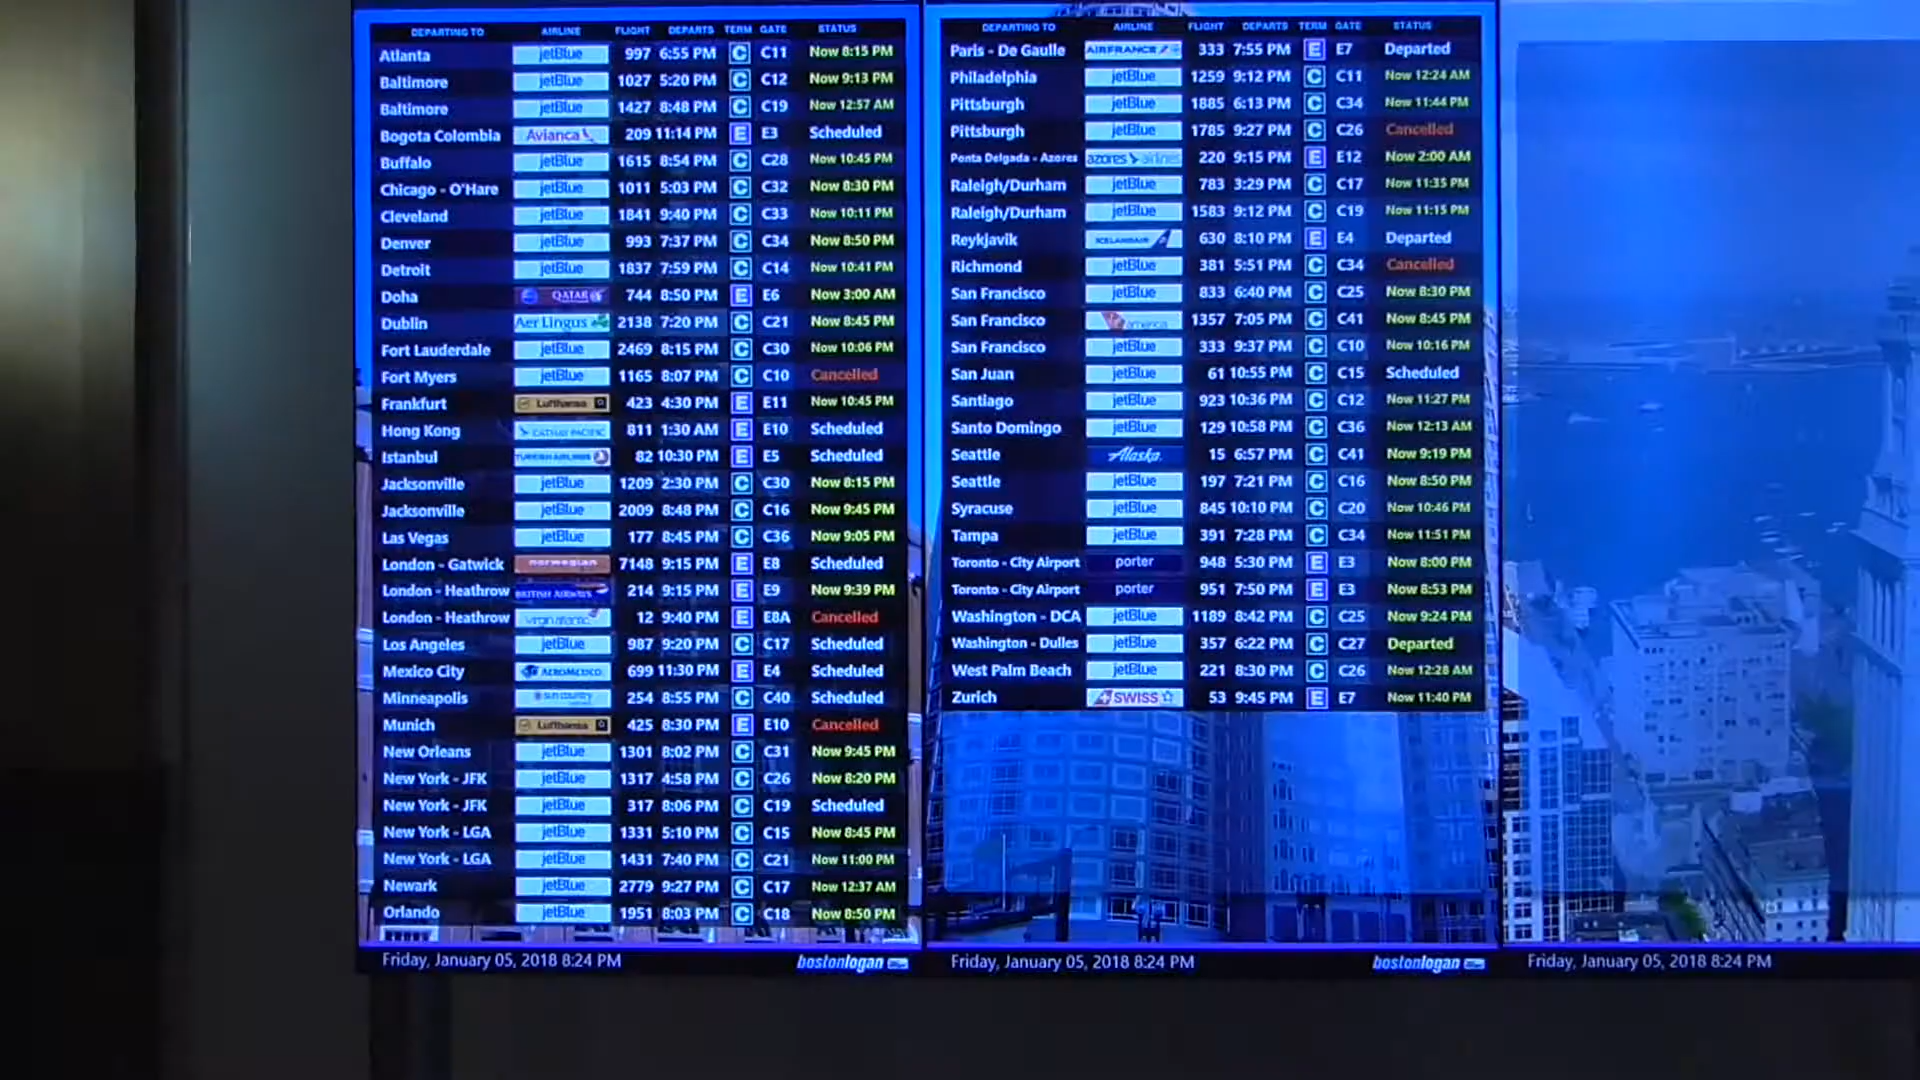 DEPARTING TO AIRLINE FLIGHT DEPARTS TERM GATE STATUS
Atlanta jetBlue 997 6:55 PM C C11 Now 8:15 PM
Baltimore jetBlue 1027 5:20 PM C C12 Now 9:13 PM
Baltimore jetBlue 1427 8:48 PM C C19 Now 12:57 AM
Bogota Colombia Avianca 209 11:14 PM E E3 Scheduled
Buffalo jetBlue 1615 8:54 PM C C28 Now 10:45 PM
Chicago - O'Hare jetBlue 1011 5:03 PM C C32 Now 8:30 PM
Cleveland jetBlue 1841 9:40 PM C C33 Now 10:11 PM
Denver jetBlue 993 7:37 PM C C34 Now 8:50 PM
Detroit jetBlue 1837 7:59 PM C C14 Now 10:41 PM
Doha QATAR 744 8:50 PM E E6 Now 3:00 AM
Dublin Aer Lingus 2138 7:20 PM C C21 Now 8:45 PM
Fort Lauderdale jetBlue 2469 8:15 PM C C30 Now 10:06 PM
Fort Myers jetBlue 1165 8:07 PM C C10 Cancelled
Frankfurt Lufthansa 423 4:30 PM E E11 Now 10:45 PM
Hong Kong CATHAY PACIFIC 811 1:30 AM E E10 Scheduled
Istanbul TURKISH AIRLINES 82 10:30 PM E E5 Scheduled
Jacksonville jetBlue 1209 2:30 PM C C30 Now 8:15 PM
Jacksonville jetBlue 2009 8:48 PM C C16 Now 9:45 PM
Las Vegas jetBlue 177 8:45 PM C C36 Now 9:05 PM
London - Gatwick norwegian 7148 9:15 PM E E8 Scheduled
London - Heathrow BRITISH AIRWAYS 214 9:15 PM E E9 Now 9:39 PM
London - Heathrow virgin atlantic 12 9:40 PM E E8A Cancelled
Los Angeles jetBlue 987 9:20 PM C C17 Scheduled
Mexico City AEROMEXICO 699 11:30 PM E E4 Scheduled
Minneapolis sun country 254 8:55 PM C C40 Scheduled
Munich Lufthansa 425 8:30 PM E E10 Cancelled
New Orleans jetBlue 1301 8:02 PM C C31 Now 9:45 PM
New York - JFK jetBlue 1317 4:58 PM C C26 Now 8:20 PM
New York - JFK jetBlue 317 8:06 PM C C19 Scheduled
New York - LGA jetBlue 1331 5:10 PM C C15 Now 8:45 PM
New York - LGA jetBlue 1431 7:40 PM C C21 Now 11:00 PM
Newark jetBlue 2779 9:27 PM C C17 Now 12:37 AM
Orlando jetBlue 1951 8:03 PM C C18 Now 8:50 PM
Friday, January 05, 2018 8:24 PM bostonlogan
DEPARTING TO AIRLINE FLIGHT DEPARTS TERM GATE STATUS
Paris - De Gaulle AIRFRANCE 333 7:55 PM E E7 Departed
Philadelphia jetBlue 1259 9:12 PM C C11 Now 12:24 AM
Pittsburgh jetBlue 1885 6:13 PM C C34 Now 11:44 PM
Pittsburgh jetBlue 1785 9:27 PM C C26 Cancelled
Ponta Delgada - Azores azores airlines 220 9:15 PM E E12 Now 2:00 AM
Raleigh/Durham jetBlue 783 3:29 PM C C17 Now 11:35 PM
Raleigh/Durham jetBlue 1583 9:12 PM C C19 Now 11:15 PM
Reykjavik ICELANDAIR 630 8:10 PM E E4 Departed
Richmond jetBlue 381 5:51 PM C C34 Cancelled
San Francisco jetBlue 833 6:40 PM C C25 Now 8:30 PM
San Francisco america 1357 7:05 PM C C41 Now 8:45 PM
San Francisco jetBlue 333 9:37 PM C C10 Now 10:16 PM
San Juan jetBlue 61 10:55 PM C C15 Scheduled
Santiago jetBlue 923 10:36 PM C C12 Now 11:27 PM
Santo Domingo jetBlue 129 10:58 PM C C36 Now 12:13 AM
Seattle Alaska 15 6:57 PM C C41 Now 9:19 PM
Seattle jetBlue 197 7:21 PM C C16 Now 8:50 PM
Syracuse jetBlue 845 10:10 PM C C20 Now 10:46 PM
Tampa jetBlue 391 7:28 PM C C34 Now 11:51 PM
Toronto - City Airport porter 948 5:30 PM E E3 Now 8:00 PM
Toronto - City Airport porter 951 7:50 PM E E3 Now 8:53 PM
Washington - DCA jetBlue 1189 8:42 PM C C25 Now 9:24 PM
Washington - Dulles jetBlue 357 6:22 PM C C27 Departed
West Palm Beach jetBlue 221 8:30 PM C C26 Now 12:28 AM
Zurich SWISS 53 9:45 PM E E7 Now 11:40 PM
Friday, January 05, 2018 8:24 PM bostonlogan
Friday, January 05, 2018 8:24 PM